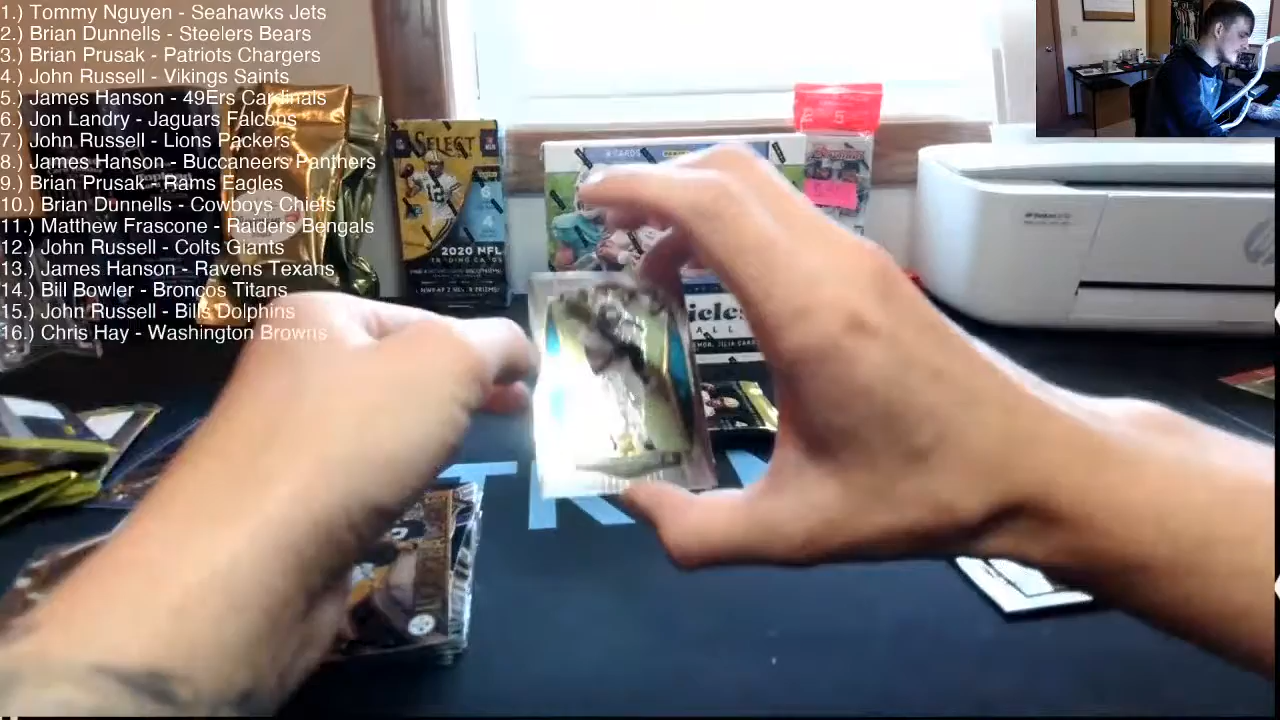 1.) Tommy Nguyen - Seahawks Jets
2.) Brian Dunnells - Steelers Bears
3.) Brian Prusak - Patriots Chargers
4.) John Russell - Vikings Saints
5.) James Hanson - 49Ers Cardinals
6.) Jon Landry - Jaguars Falcons
7.) John Russell - Lions Packers
8.) James Hanson - Buccaneers Panthers
9.) Brian Prusak - Rams Eagles
10.) Brian Dunnells - Cowboys Chiefs
11.) Matthew Frascone - Raiders Bengals
12.) John Russell - Colts Giants
13.) James Hanson - Ravens Texans
14.) Bill Bowler - Broncos Titans
15.) John Russell - Bills Dolphins
16.) Chris Hay - Washington Browns
SELECT
2020 NFL
TRADING CARDS